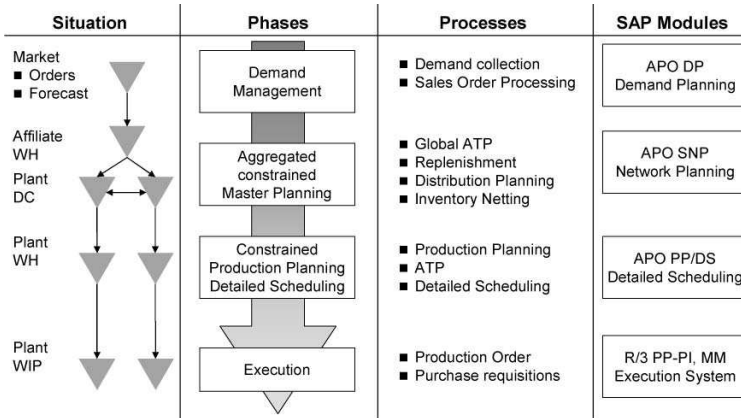 Situation
Phases
Processes
SAP Modules
Market
■ Orders
■ Forecast
Affiliate
WH
Plant
DC
Plant
WH
Plant
WIP
Demand
Management
Aggregated
constrained
Master Planning
Constrained
Production Planning
Detailed Scheduling
Execution
■ Demand collection
■ Sales Order Processing
■ Global ATP
■ Replenishment
■ Distribution Planning
■ Inventory Netting
■ Production Planning
■ ATP
■ Detailed Scheduling
■ Production Order
■ Purchase requisitions
APO DP
Demand Planning
APO SNP
Network Planning
APO PP/DS
Detailed Scheduling
R/3 PP-PI, MM
Execution System